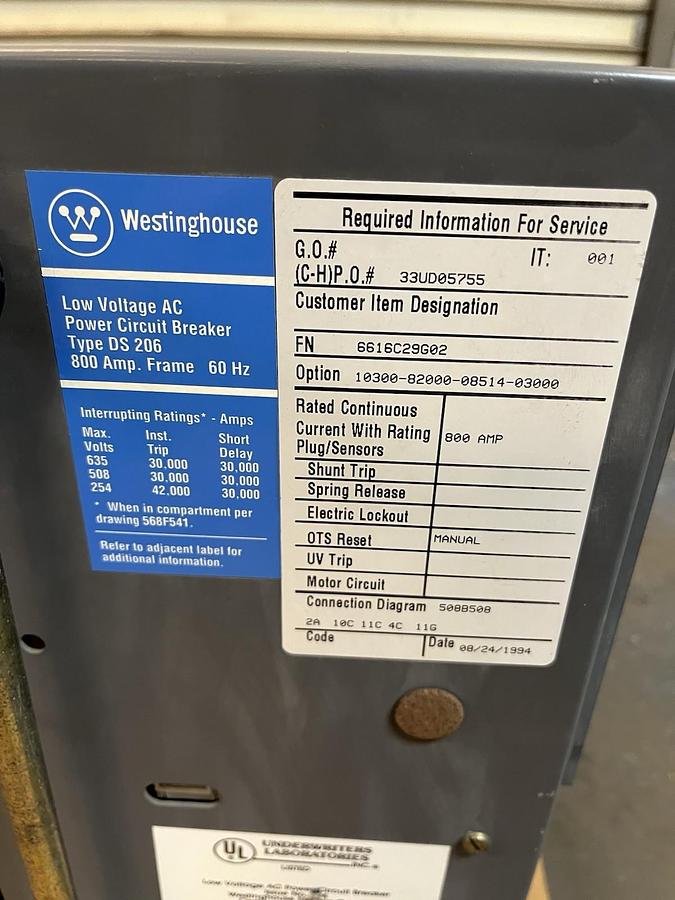 Westinghouse
Low Voltage AC
Power Circuit Breaker
Type DS 206
800 Amp. Frame 60 Hz
Interrupting Ratings* - Amps
Max. Inst. Short
Volts Trip Delay
635 30.000 30,000
508 30.000 30,000
254 42.000 30,000
* When in compartment per
drawing 568F541.
Refer to adjacent label for
additional information.
Required Information For Service
G.O.# IT: 001
(C-H)P.O.# 33UD05755
Customer Item Designation
FN 6616C29G02
Option 10300-82000-08514-03000
Rated Continuous
Current With Rating 800 AMP
Plug/Sensors
Shunt Trip
Spring Release
Electric Lockout
OTS Reset MANUAL
UV Trip
Motor Circuit
Connection Diagram 508B508
2A 10C 11C 4C 11G
Code Date 08/24/1994
UL UNDERWRITERS
LABORATORIES
LISTED INC.®
Low Voltage AC Power Circuit Breaker
Westinghouse